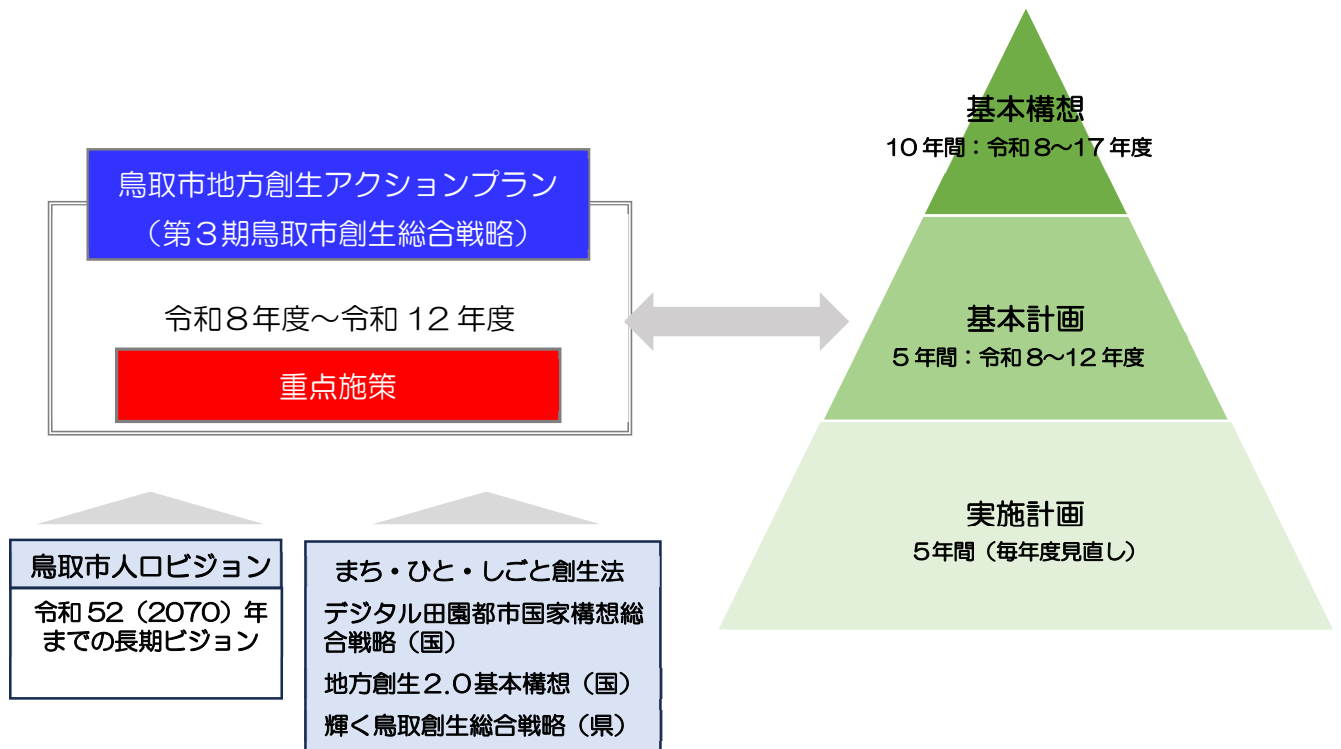 鳥取市地方創生アクションプラン
（第３期鳥取市創生総合戦略）
令和８年度～令和 12 年度
重点施策
鳥取市人口ビジョン
令和 52（2070）年
までの長期ビジョン
まち・ひと・しごと創生法
デジタル田園都市国家構想総
合戦略（国）
地方創生２.０基本構想（国）
輝く鳥取創生総合戦略（県）
基本構想
10 年間：令和 8～17 年度
基本計画
5 年間：令和 8～12 年度
実施計画
5年間（毎年度見直し）